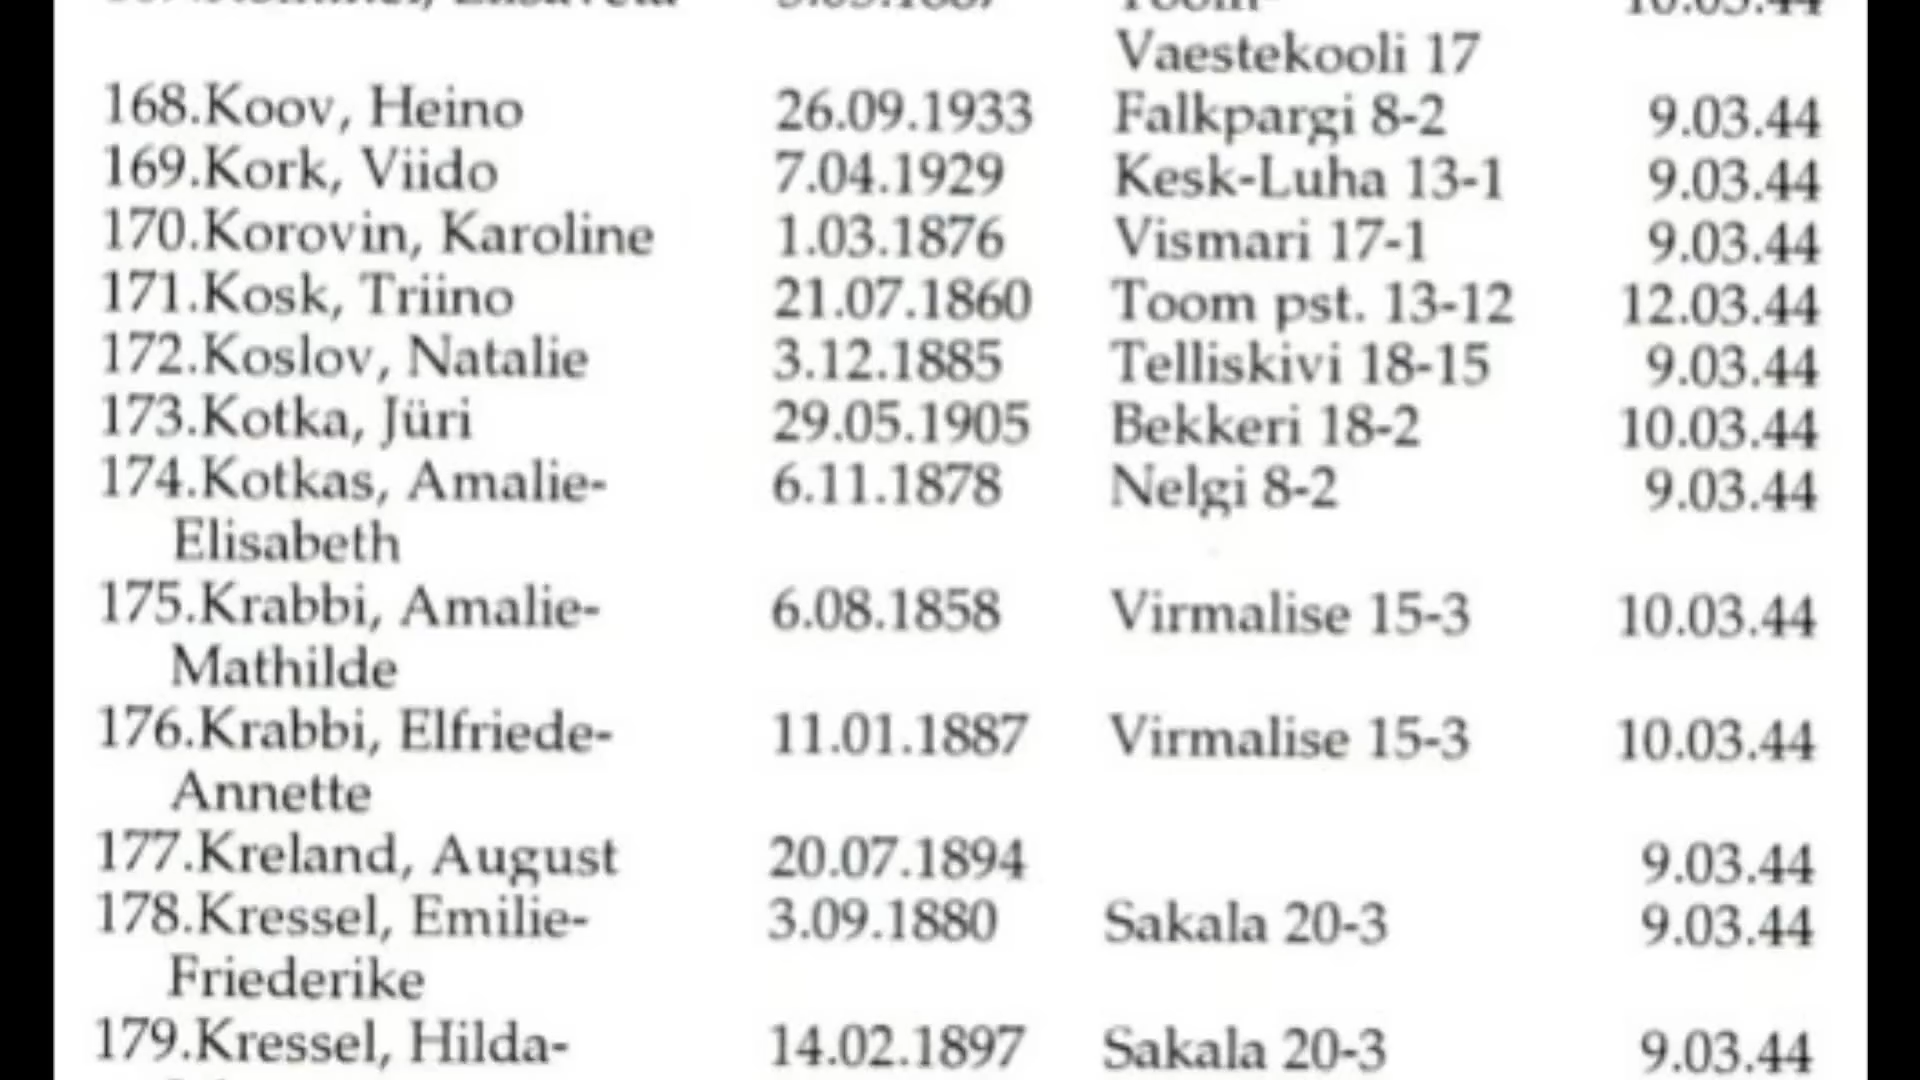 Vaestekooli 17
168.Koov, Heino 26.09.1933 Falkpargi 8-2 9.03.44
169.Kork, Viido 7.04.1929 Kesk-Luha 13-1 9.03.44
170.Korovin, Karoline 1.03.1876 Vismari 17-1 9.03.44
171.Kosk, Triino 21.07.1860 Toom pst. 13-12 12.03.44
172.Koslov, Natalie 3.12.1885 Telliskivi 18-15 9.03.44
173.Kotka, Jüri 29.05.1905 Bekkeri 18-2 10.03.44
174.Kotkas, Amalie- 6.11.1878 Nelgi 8-2 9.03.44
Elisabeth
175.Krabbi, Amalie- 6.08.1858 Virmalise 15-3 10.03.44
Mathilde
176.Krabbi, Elfriede- 11.01.1887 Virmalise 15-3 10.03.44
Annette
177.Kreland, August 20.07.1894 9.03.44
178.Kressel, Emilie- 3.09.1880 Sakala 20-3 9.03.44
Friederike
179.Kressel, Hilda- 14.02.1897 Sakala 20-3 9.03.44